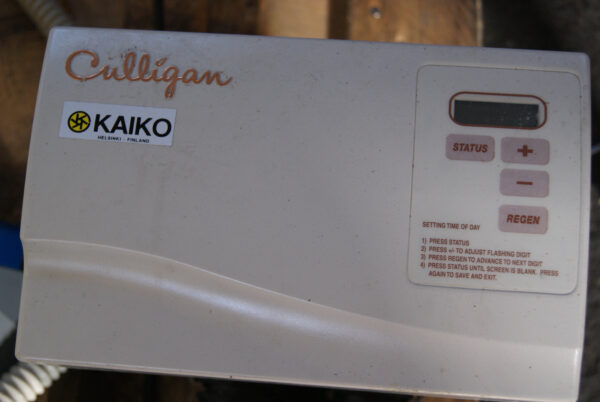 Culligan
KAIKO
HELSINKI FINLAND
STATUS
+
−
REGEN
SETTING TIME OF DAY
1) PRESS STATUS
2) PRESS +/- TO ADJUST FLASHING DIGIT
3) PRESS REGEN TO ADVANCE TO NEXT DIGIT
4) PRESS STATUS UNTIL SCREEN IS BLANK. PRESS
AGAIN TO SAVE AND EXIT.